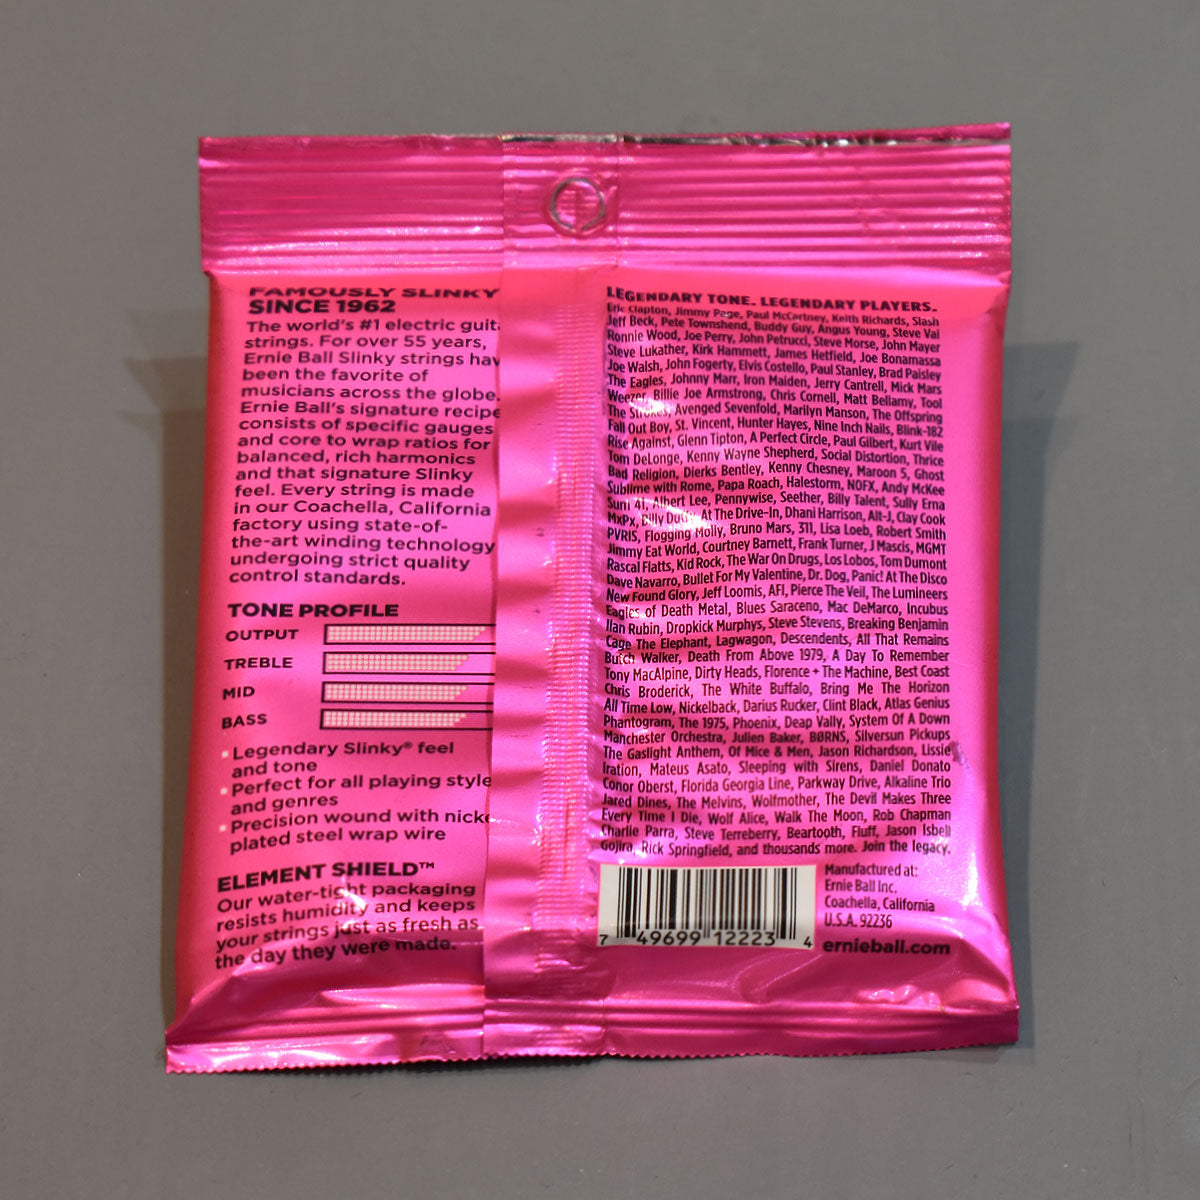 FAMOUSLY SLINKY
SINCE 1962
The world's #1 electric guit
strings. For over 55 years,
Ernie Ball Slinky strings hav
been the favorite of
musicians across the globe.
Ernie Ball's signature recipe
consists of specific gauges
and core to wrap ratios for
balanced, rich harmonics
and that signature Slinky
feel. Every string is made
in our Coachella, California
factory using state-of-
the-art winding technology
undergoing strict quality
control standards.
TONE PROFILE
OUTPUT
TREBLE
MID
BASS
• Legendary Slinky® feel
and tone
• Perfect for all playing style
and genres
• Precision wound with nicke
plated steel wrap wire
ELEMENT SHIELD™
Our water-tight packaging
resists humidity and keeps
your strings just as fresh as
the day they were made.
LEGENDARY TONE. LEGENDARY PLAYERS.
Eric Clapton, Jimmy Page, Paul McCartney, Keith Richards, Slash
Jeff Beck, Pete Townshend, Buddy Guy, Angus Young, Steve Vai
Ronnie Wood, Joe Perry, John Petrucci, Steve Morse, John Mayer
Steve Lukather, Kirk Hammett, James Hetfield, Joe Bonamassa
Joe Walsh, John Fogerty, Elvis Costello, Paul Stanley, Brad Paisley
The Eagles, Johnny Marr, Iron Maiden, Jerry Cantrell, Mick Mars
Weezer, Billie Joe Armstrong, Chris Cornell, Matt Bellamy, Tool
The Strokes, Avenged Sevenfold, Marilyn Manson, The Offspring
Fall Out Boy, St. Vincent, Hunter Hayes, Nine Inch Nails, Blink-182
Rise Against, Glenn Tipton, A Perfect Circle, Paul Gilbert, Kurt Vile
Tom DeLonge, Kenny Wayne Shepherd, Social Distortion, Thrice
Bad Religion, Dierks Bentley, Kenny Chesney, Maroon 5, Ghost
Sublime with Rome, Papa Roach, Halestorm, NOFX, Andy McKee
Sum 41, Albert Lee, Pennywise, Seether, Billy Talent, Sully Erna
MxPx, Billy Duffy, At The Drive-In, Dhani Harrison, Alt-J, Clay Cook
PVRIS, Flogging Molly, Bruno Mars, 311, Lisa Loeb, Robert Smith
Jimmy Eat World, Courtney Barnett, Frank Turner, J Mascis, MGMT
Rascal Flatts, Kid Rock, The War On Drugs, Los Lobos, Tom Dumont
Dave Navarro, Bullet For My Valentine, Dr. Dog, Panic! At The Disco
New Found Glory, Jeff Loomis, AFI, Pierce The Veil, The Lumineers
Eagles of Death Metal, Blues Saraceno, Mac DeMarco, Incubus
Ilan Rubin, Dropkick Murphys, Steve Stevens, Breaking Benjamin
Cage The Elephant, Lagwagon, Descendents, All That Remains
Butch Walker, Death From Above 1979, A Day To Remember
Tony MacAlpine, Dirty Heads, Florence + The Machine, Best Coast
Chris Broderick, The White Buffalo, Bring Me The Horizon
All Time Low, Nickelback, Darius Rucker, Clint Black, Atlas Genius
Phantogram, The 1975, Phoenix, Deap Vally, System Of A Down
Manchester Orchestra, Julien Baker, BØRNS, Silversun Pickups
The Gaslight Anthem, Of Mice & Men, Jason Richardson, Lissie
Iration, Mateus Asato, Sleeping with Sirens, Daniel Donato
Conor Oberst, Florida Georgia Line, Parkway Drive, Alkaline Trio
Jared Dines, The Melvins, Wolfmother, The Devil Makes Three
Every Time I Die, Wolf Alice, Walk The Moon, Rob Chapman
Charlie Parra, Steve Terreberry, Beartooth, Fluff, Jason Isbell
Gojira, Rick Springfield, and thousands more. Join the legacy.
Manufactured at:
Ernie Ball Inc.
Coachella, California
U.S.A. 92236
ernieball.com
7 49699 12223 4